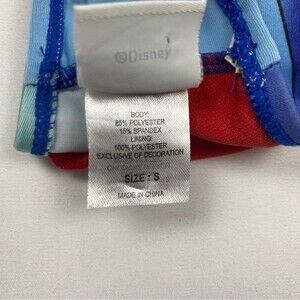 ©Disney
BODY:
85% POLYESTER
15% SPANDEX
LINING:
100% POLYESTER
EXCLUSIVE OF DECORATION
SIZE : S
MADE IN CHINA